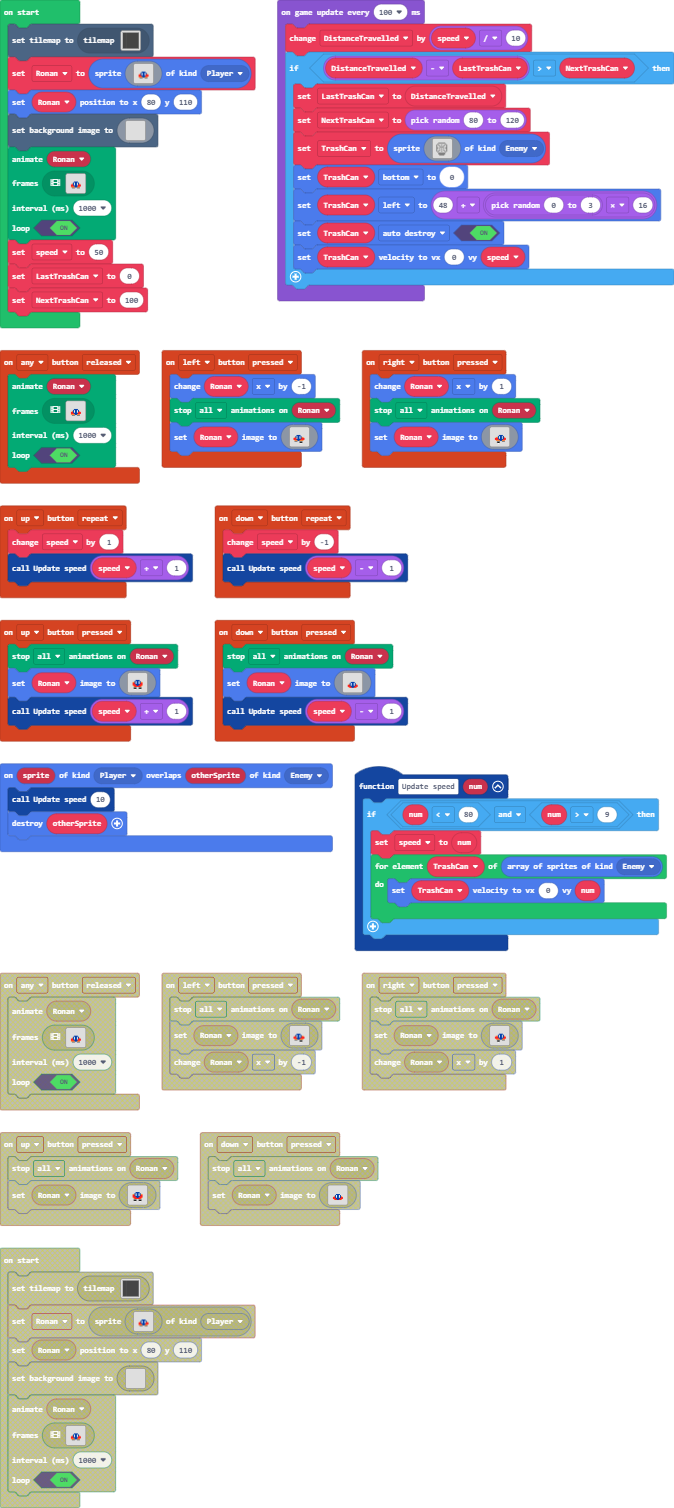 on start
set tilemap to tilemap
set Ronan to sprite of kind Player
set Ronan position to x 80 y 110
set background image to
animate Ronan
frames
interval (ms) 1000
loop ON
set speed to 50
set LastTrashCan to 0
set NextTrashCan to 100
on game update every 100 ms
change DistanceTravelled by speed / 10
if DistanceTravelled - LastTrashCan > NextTrashCan then
set LastTrashCan to DistanceTravelled
set NextTrashCan to pick random 80 to 120
set TrashCan to sprite of kind Enemy
set TrashCan bottom to 0
set TrashCan left to 48 + pick random 0 to 3 × 16
set TrashCan auto destroy ON
set TrashCan velocity to vx 0 vy speed
on any button released
animate Ronan
frames
interval (ms) 1000
loop ON
on left button pressed
change Ronan x by -1
stop all animations on Ronan
set Ronan image to
on right button pressed
change Ronan x by 1
stop all animations on Ronan
set Ronan image to
on up button repeat
change speed by 1
call Update speed speed + 1
on down button repeat
change speed by -1
call Update speed speed - 1
on up button pressed
stop all animations on Ronan
set Ronan image to
call Update speed speed + 1
on down button pressed
stop all animations on Ronan
set Ronan image to
call Update speed speed - 1
on sprite of kind Player overlaps otherSprite of kind Enemy
call Update speed 10
destroy otherSprite
function Update speed num
if num < 80 and num > 9 then
set speed to num
for element TrashCan of array of sprites of kind Enemy
do set TrashCan velocity to vx 0 vy num
on any button released
animate Ronan
frames
interval (ms) 1000
loop ON
on left button pressed
stop all animations on Ronan
set Ronan image to
change Ronan x by -1
on right button pressed
stop all animations on Ronan
set Ronan image to
change Ronan x by 1
on up button pressed
stop all animations on Ronan
set Ronan image to
on down button pressed
stop all animations on Ronan
set Ronan image to
on start
set tilemap to tilemap
set Ronan to sprite of kind Player
set Ronan position to x 80 y 110
set background image to
animate Ronan
frames
interval (ms) 1000
loop ON